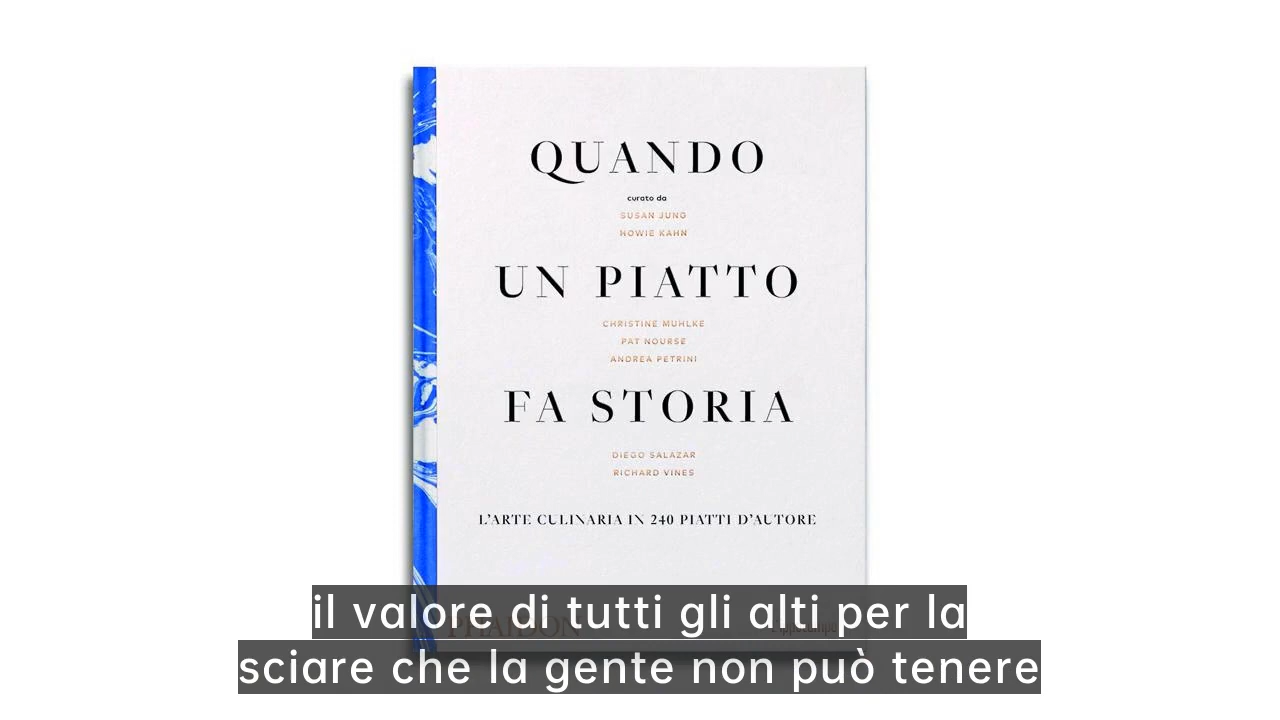 QUANDO
curato da
SUSAN JUNG
HOWIE KAHN
UN PIATTO
CHRISTINE MUHLKE
PAT NOURSE
ANDREA PETRINI
FA STORIA
DIEGO SALAZAR
RICHARD VINES
L'ARTE CULINARIA IN 240 PIATTI D'AUTORE
PHAIDON
il valore di tutti gli alti per la
sciare che la gente non può tenere